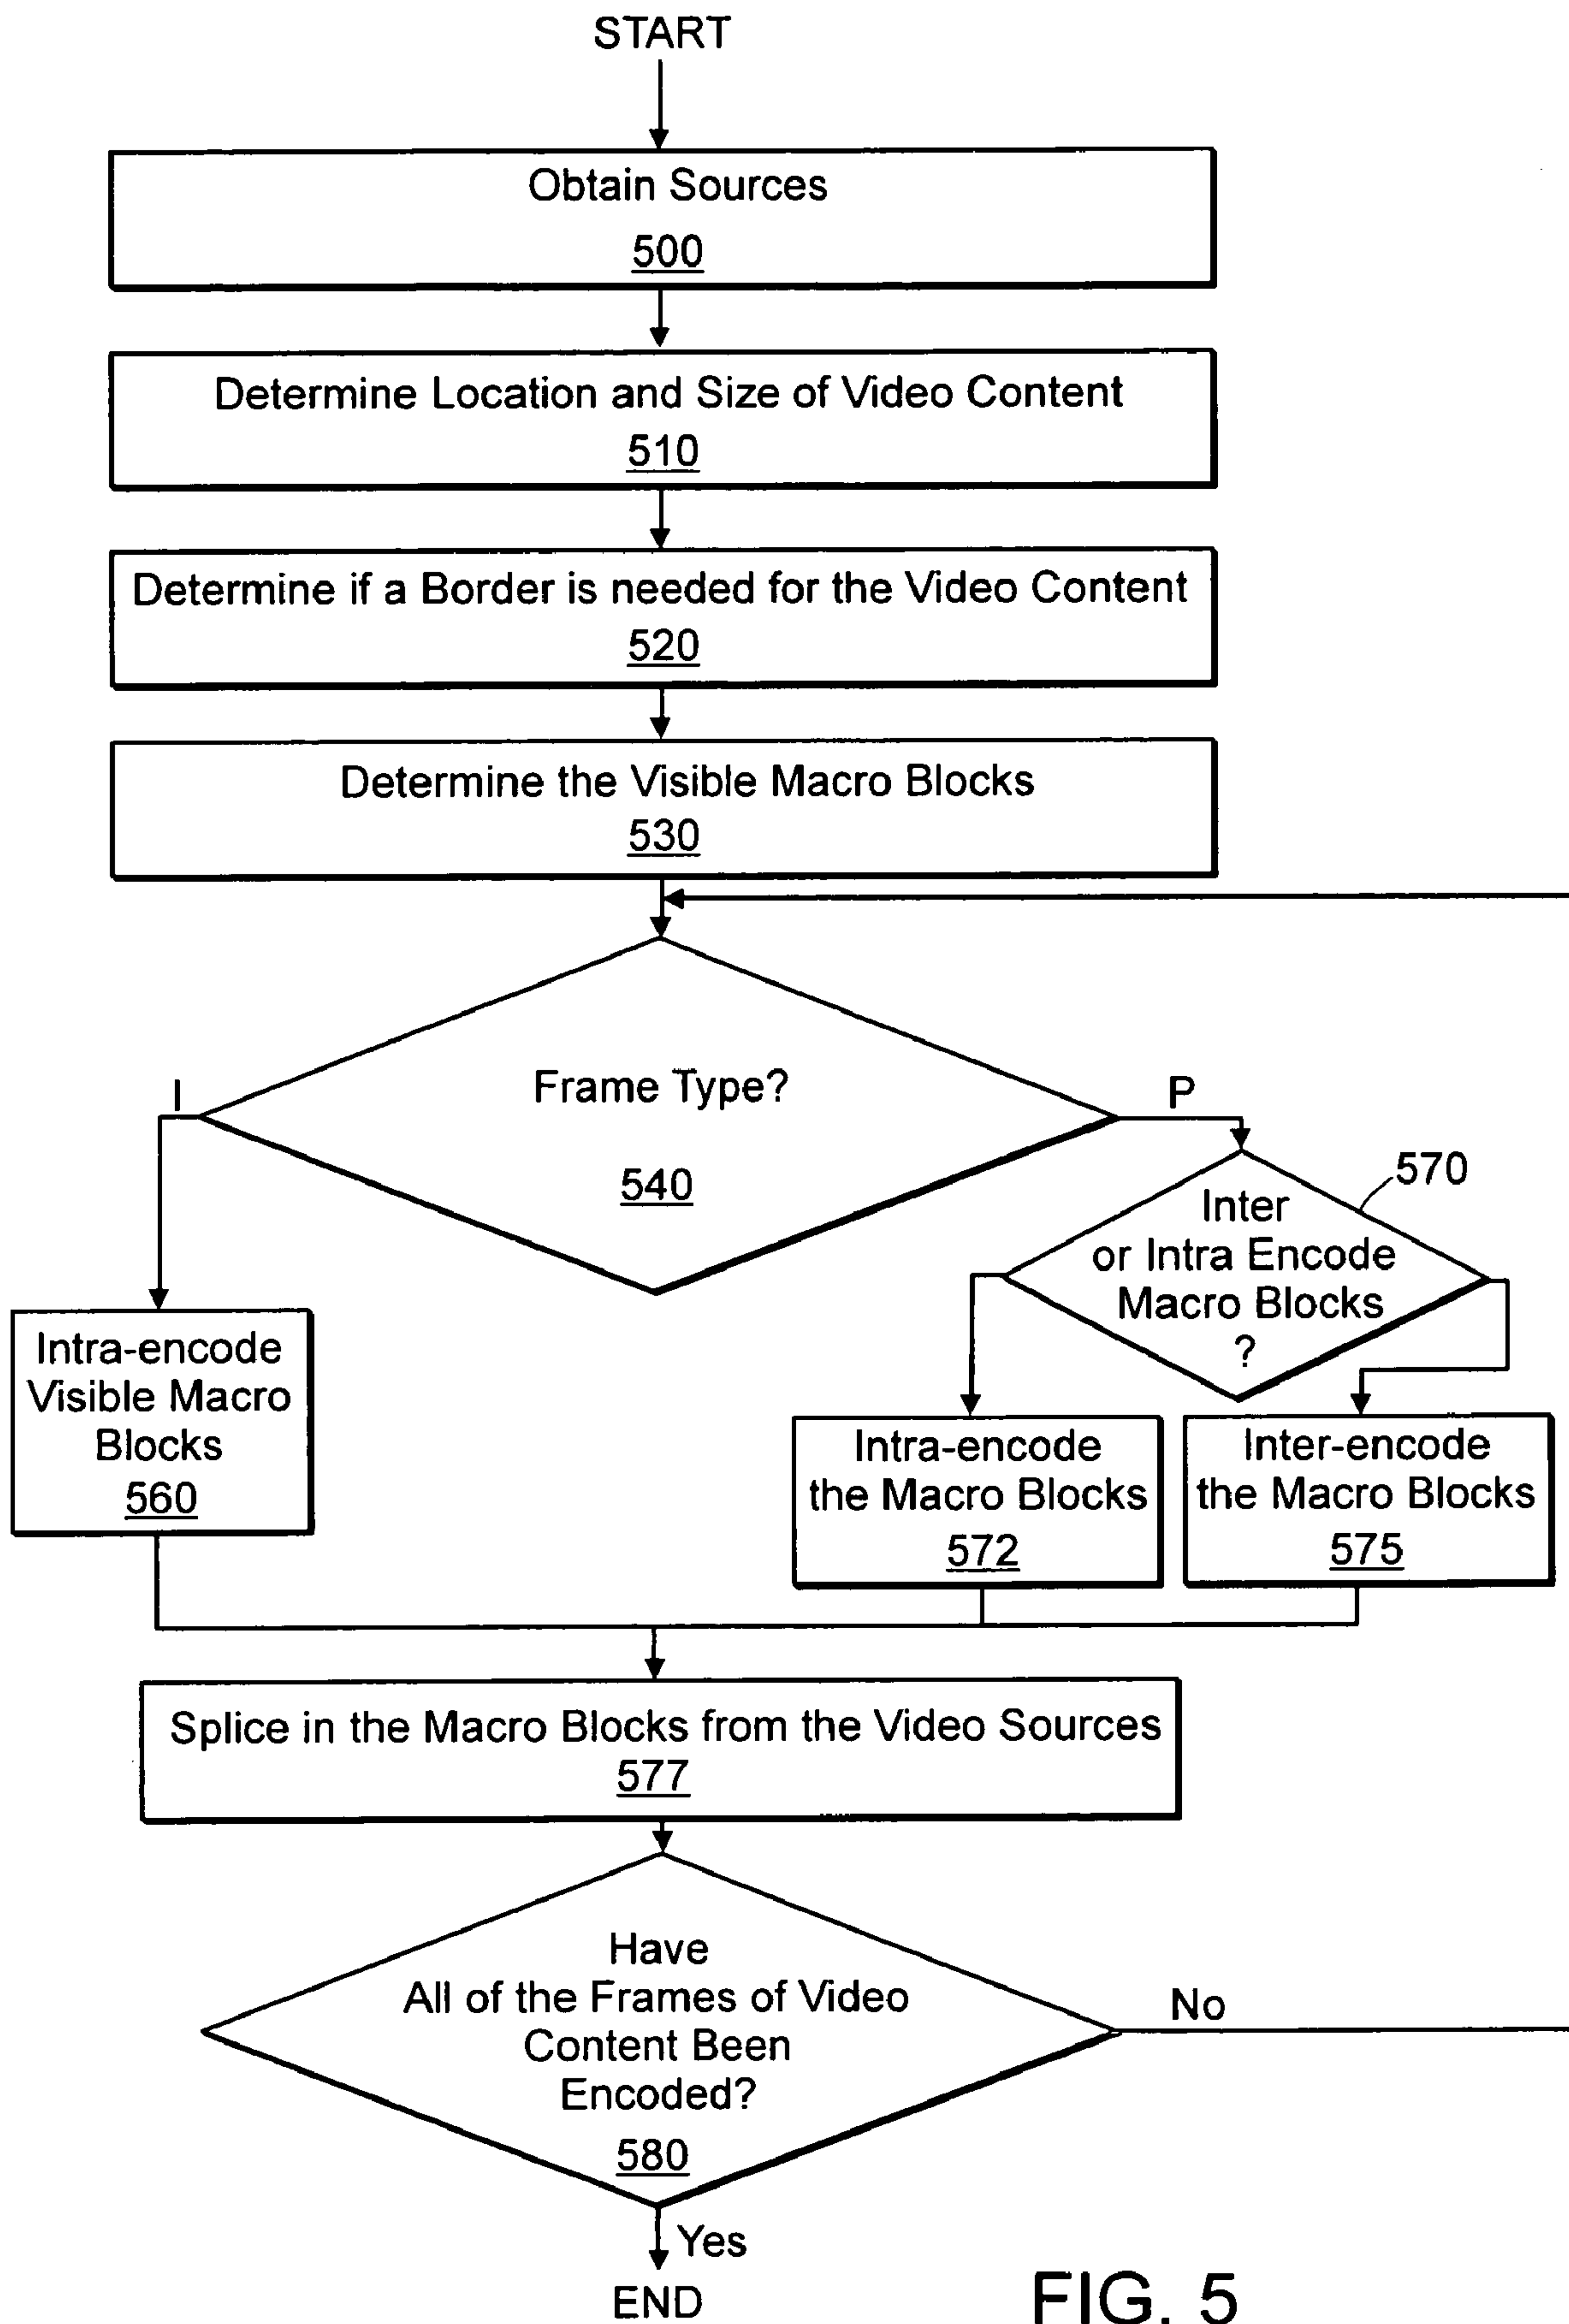 START
Obtain Sources
500
Determine Location and Size of Video Content
510
Determine if a Border is needed for the Video Content
520
Determine the Visible Macro Blocks
530
Frame Type?
540
I
P
570
Inter
or Intra Encode
Macro Blocks
?
Intra-encode
Visible Macro
Blocks
560
Intra-encode
the Macro Blocks
572
Inter-encode
the Macro Blocks
575
Splice in the Macro Blocks from the Video Sources
577
Have
All of the Frames of Video
Content Been
Encoded?
580
No
Yes
END
FIG. 5